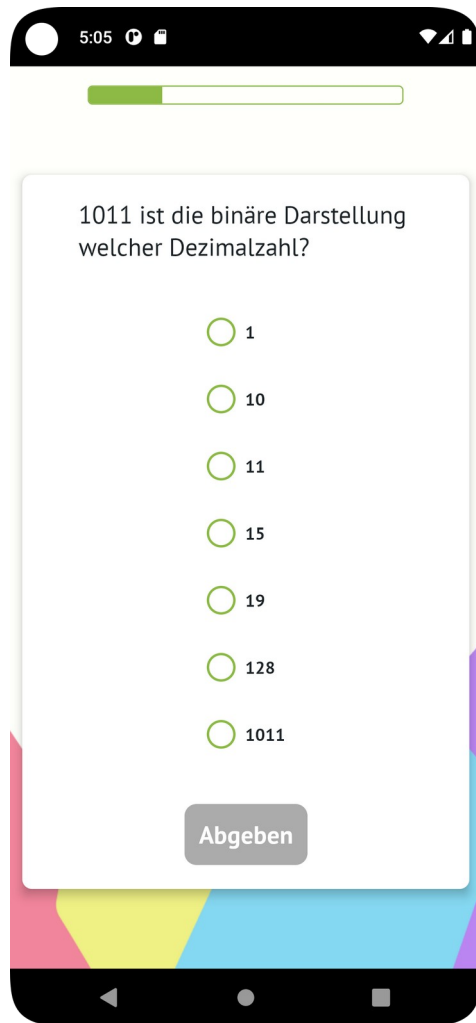 5:05
1011 ist die binäre Darstellung
welcher Dezimalzahl?
1
10
11
15
19
128
1011
Abgeben